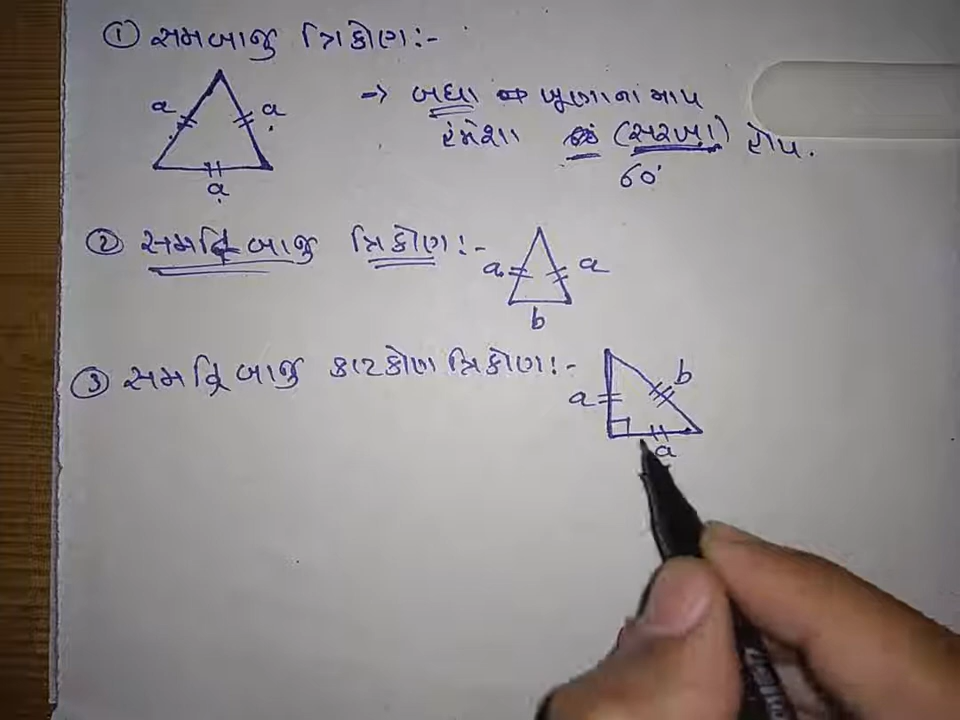 ① સમબાજુ ત્રિકોણ:-
a a
a
→ બધા ખૂણાનાં માપ
હંમેશા (સરખા) હોય.
60°
② સમદ્વિબાજુ ત્રિકોણ:-
a a
b
③ સમદ્વિબાજુ કાટકોણ ત્રિકોણ:-
a b
a